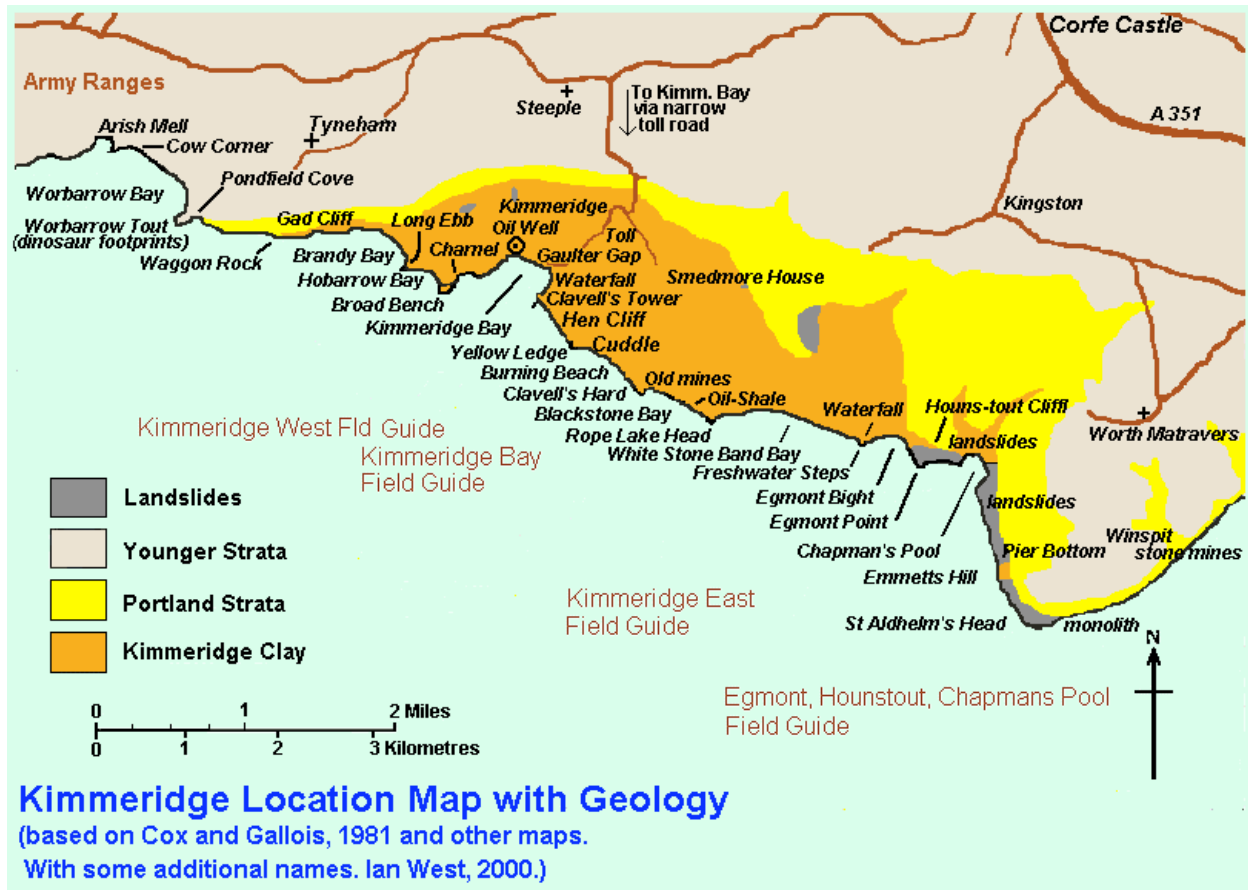 Corfe Castle
Army Ranges
A 351
Steeple
To Kimm. Bay
via narrow
toll road
Arish Mell
Cow Corner
Tyneham
Pondfield Cove
Worbarrow Bay
Worbarrow Tout
(dinosaur footprints)
Waggon Rock
Gad Cliff
Long Ebb
Kimmeridge
Oil Well
Charnel
Toll
Gaulter Gap
Kingston
Brandy Bay
Hobarrow Bay
Broad Bench
Kimmeridge Bay
Waterfall
Clavell's Tower
Hen Cliff
Cuddle
Smedmore House
Yellow Ledge
Burning Beach
Clavell's Hard
Blackstone Bay
Rope Lake Head
White Stone Band Bay
Freshwater Steps
Egmont Bight
Egmont Point
Chapman's Pool
Emmetts Hill
St Aldhelm's Head
Old mines
Oil-Shale
Waterfall
Houns-tout Cliffl
landslides
Worth Matravers
landslides
Pier Bottom
Winspit
stone mines
monolith
N
Kimmeridge West Fld Guide
Kimmeridge Bay
Field Guide
Kimmeridge East
Field Guide
Egmont, Hounstout, Chapmans Pool
Field Guide
Landslides
Younger Strata
Portland Strata
Kimmeridge Clay
0 1 2 Miles
0 1 2 3 Kilometres
Kimmeridge Location Map with Geology
(based on Cox and Gallois, 1981 and other maps.
With some additional names. Ian West, 2000.)